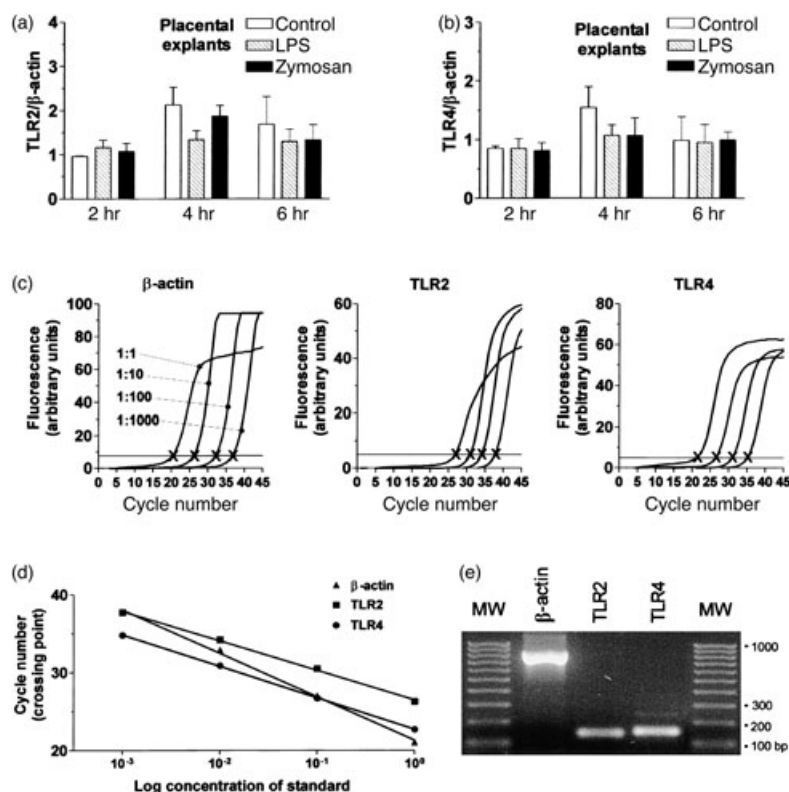 (a)
TLR2/β-actin
2
1
0
Placental
explants
Control
LPS
Zymosan
2 hr 4 hr 6 hr
(b)
TLR4/β-actin
3
2
1
0
Placental
explants
Control
LPS
Zymosan
2 hr 4 hr 6 hr
(c)
β-actin
Fluorescence
(arbitrary units)
100
80
60
40
20
0
1:1
1:10
1:100
1:1000
0 5 10 15 20 25 30 35 40 45
Cycle number
TLR2
Fluorescence
(arbitrary units)
60
40
20
0
0 5 10 15 20 25 30 35 40 45
Cycle number
TLR4
Fluorescence
(arbitrary units)
80
60
40
20
0
0 5 10 15 20 25 30 35 40 45
Cycle number
(d)
Cycle number
(crossing point)
40
30
20
β-actin
TLR2
TLR4
10-3 10-2 10-1 100
Log concentration of standard
(e)
MW β-actin TLR2 TLR4 MW
1000
300
200
100 bp